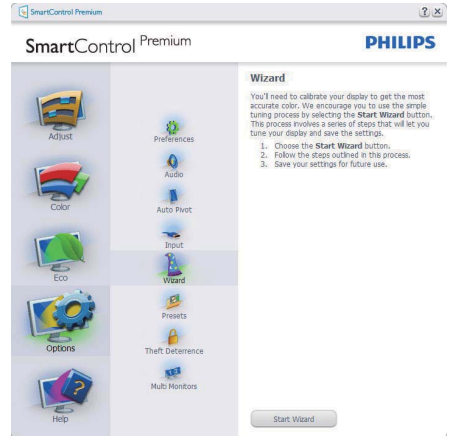 SmartControl Premium
SmartControl Premium
PHILIPS
Adjust
Color
Eco
Options
Help
Preferences
Audio
Auto Pivot
Input
Wizard
Presets
Theft Deterrence
Multi Monitors
Wizard
You'll need to calibrate your display to get the most
accurate color. We encourage you to use the simple
tuning process by selecting the Start Wizard button.
This process involves a series of steps that will let you
tune your display and save the settings.
1. Choose the Start Wizard button.
2. Follow the steps outlined in this process.
3. Save your settings for future use.
Start Wizard